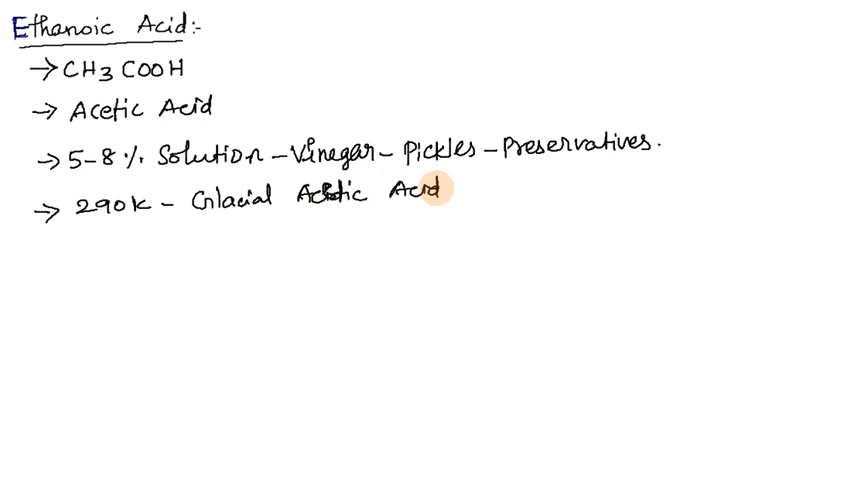 Ethanoic Acid:-
→ CH3 COOH
→ Acetic Acid
→ 5-8 % Solution - Vinegar - Pickles - Preservatives.
→ 290K - Glacial Acetic Acid